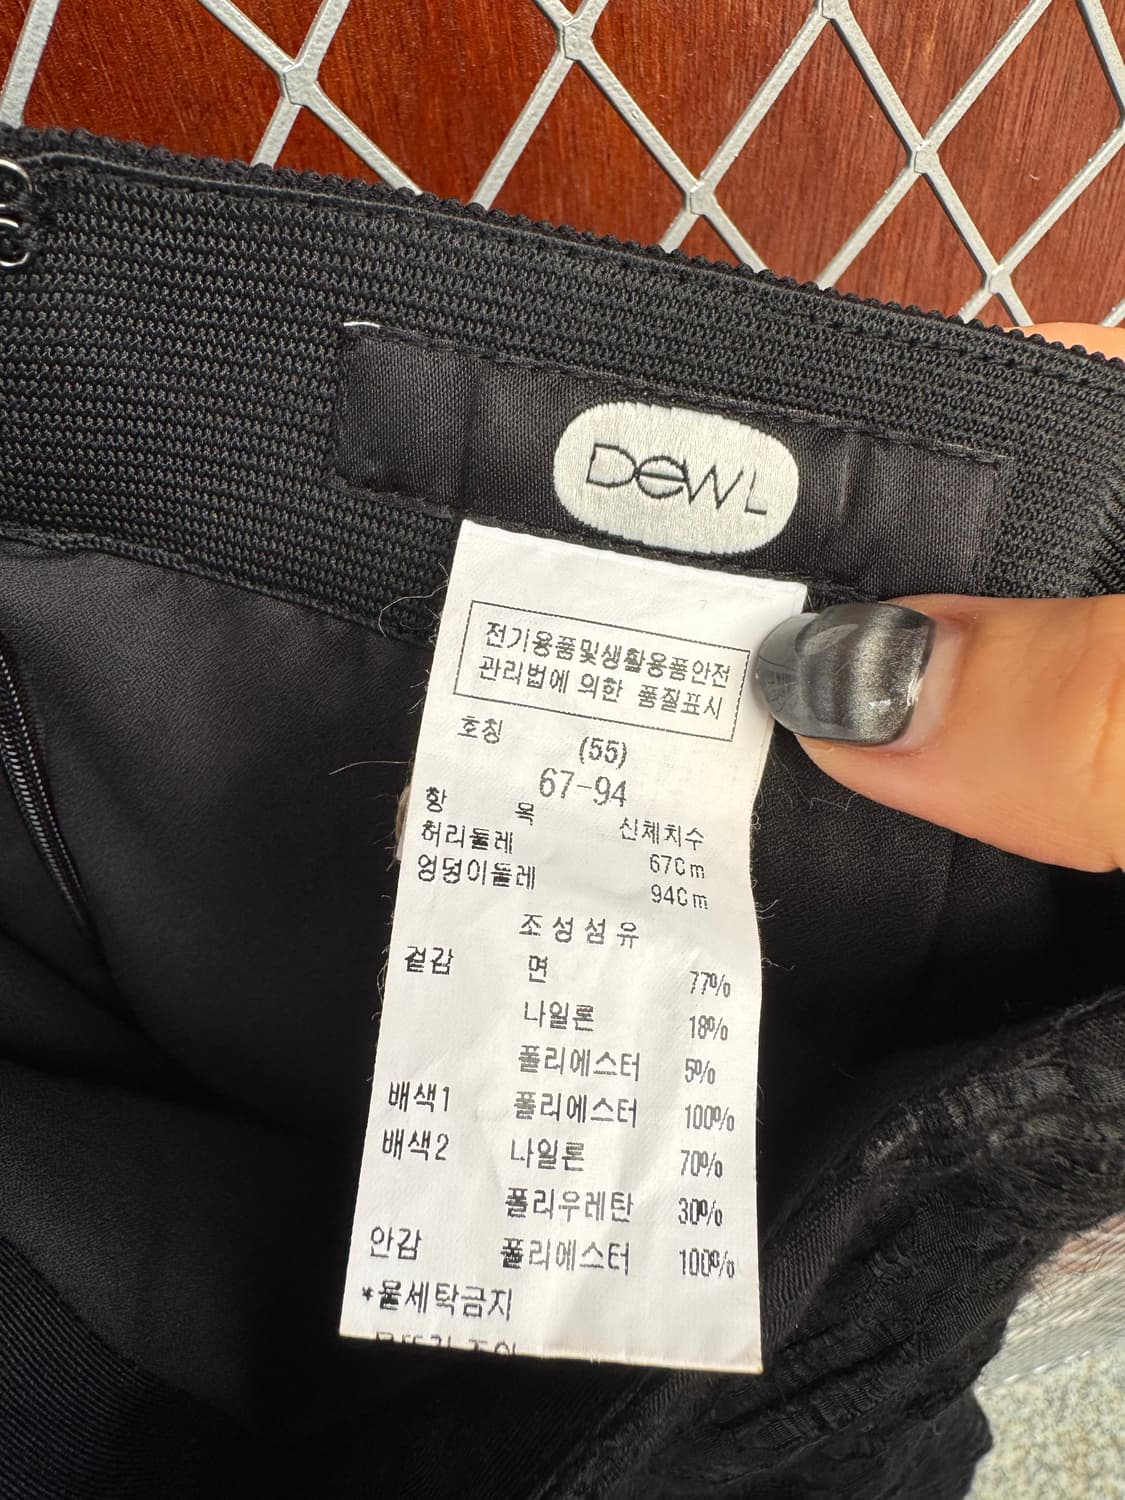 DEWL
전기용품및생활용품안전
관리법에 의한 품질표시
호칭 (55)
67-94
항 목 신체치수
허리둘레 67Cm
엉덩이둘레 94Cm
조성섬유
겉감 면 77%
나일론 18%
폴리에스터 5%
배색1 폴리에스터 100%
배색2 나일론 70%
폴리우레탄 30%
안감 폴리에스터 100%
*물세탁금지